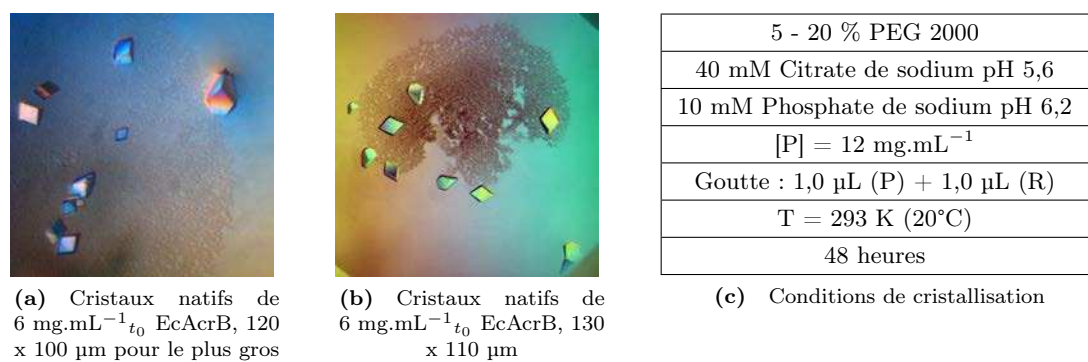 (a) Cristaux natifs de
6 mg.mL⁻¹t₀ EcAcrB, 120
x 100 µm pour le plus gros
(b) Cristaux natifs de
6 mg.mL⁻¹t₀ EcAcrB, 130
x 110 µm
5 - 20 % PEG 2000
40 mM Citrate de sodium pH 5,6
10 mM Phosphate de sodium pH 6,2
[P] = 12 mg.mL⁻¹
Goutte : 1,0 µL (P) + 1,0 µL (R)
T = 293 K (20°C)
48 heures
(c) Conditions de cristallisation